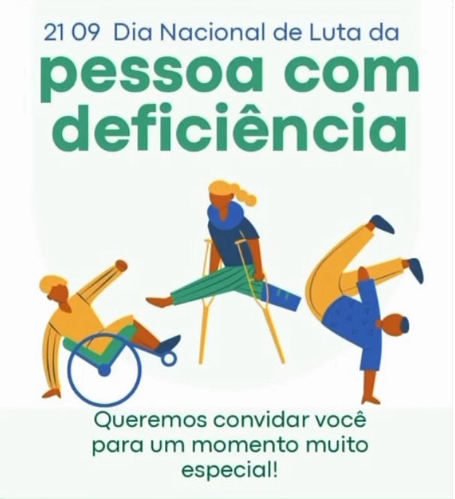 21 09 Dia Nacional de Luta da
pessoa com
deficiência
Queremos convidar você
para um momento muito
especial!